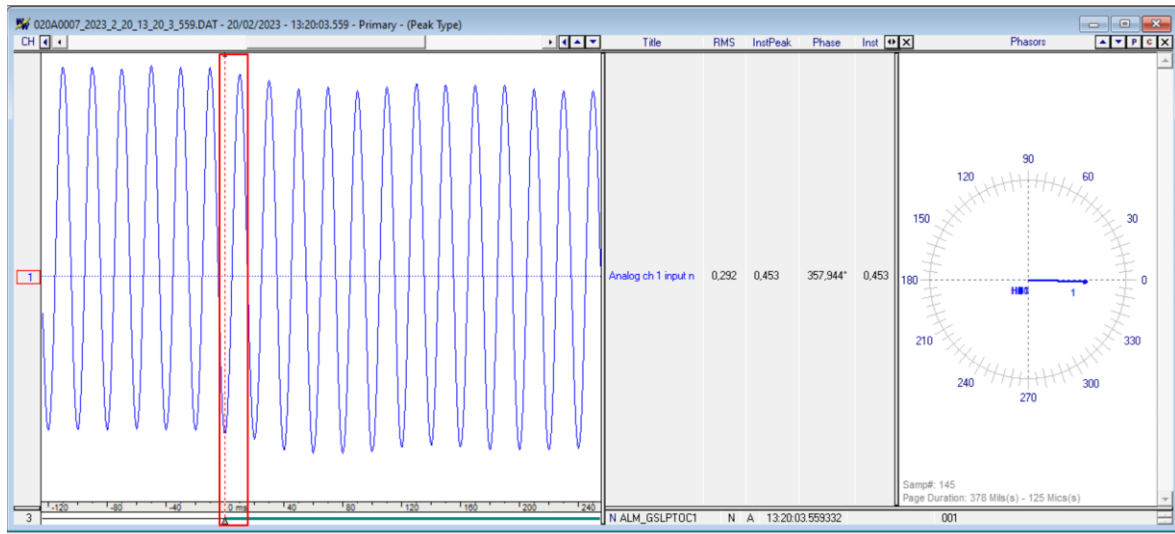 020A0007_2023_2_20_13_20_3_559.DAT - 20/02/2023 - 13:20:03.559 - Primary - (Peak Type)
CH
Title RMS InstPeak Phase Inst
Phasors
P C X
1
Analog ch 1 input n 0,292 0,453 357,944° 0,453
90
120 60
150 30
180 0
1
210 330
240 300
270
Samp#: 145
Page Duration: 378 Mils(s) - 125 Mics(s)
-120 -80 -40 0 ms 40 80 120 160 200 240
3 A N ALM_GSLPTOC1 N A 13:20:03.559332 001